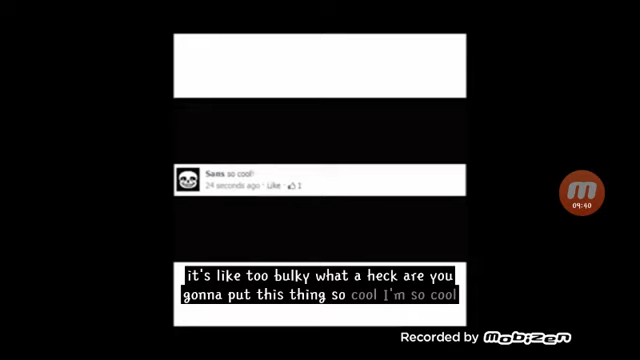 Sans so cool!
24 seconds ago · Like · 1
09:40
it's like too bulky what a heck are you
gonna put this thing so cool I'm so cool
Recorded by mobizen